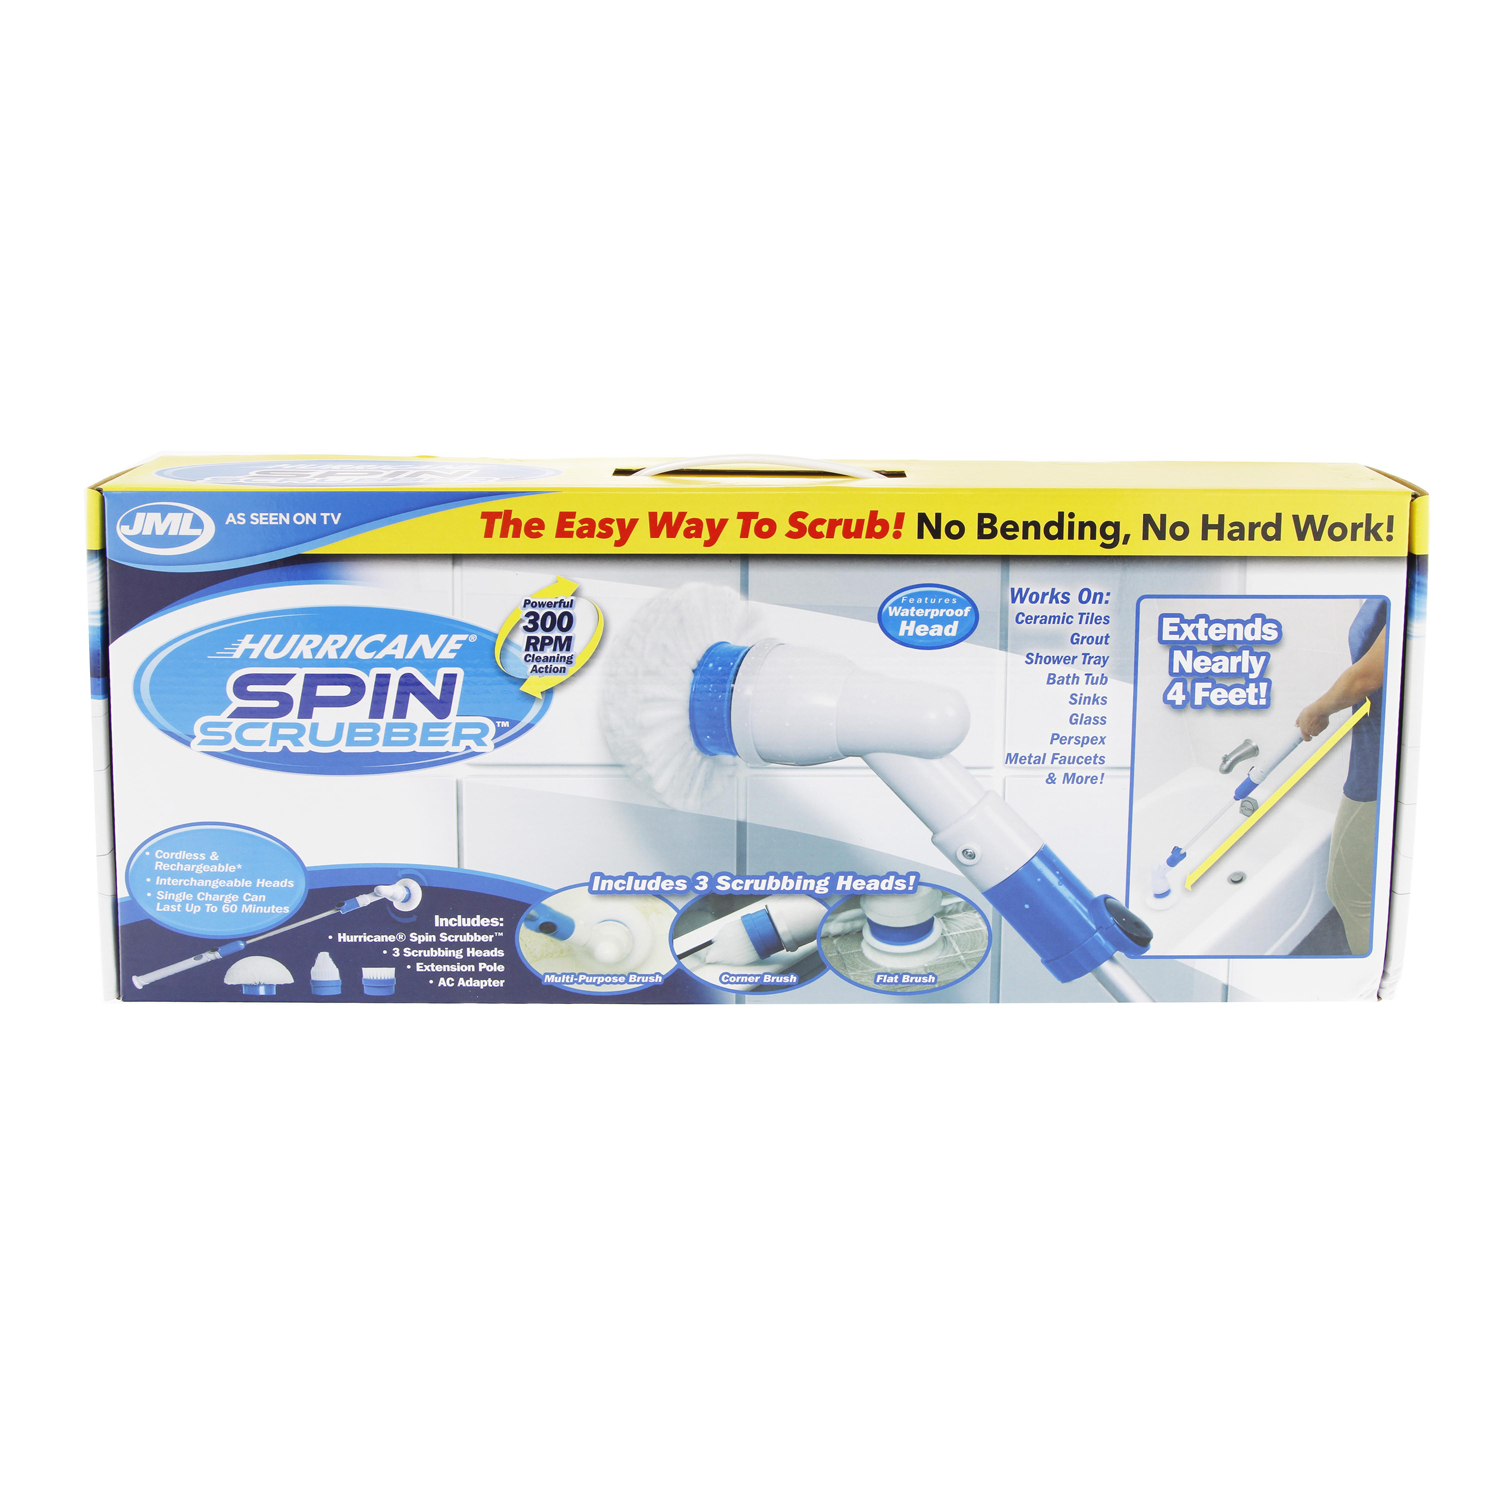 HURRICANE
SPIN
JML
AS SEEN ON TV
The Easy Way To Scrub! No Bending, No Hard Work!
HURRICANE®
SPIN
SCRUBBER™
Powerful
300
RPM
Cleaning
Action
Features
Waterproof
Head
Works On:
Ceramic Tiles
Grout
Shower Tray
Bath Tub
Sinks
Glass
Perspex
Metal Faucets
& More!
Extends
Nearly
4 Feet!
• Cordless &
Rechargeable*
• Interchangeable Heads
• Single Charge Can
Last Up To 60 Minutes
Includes:
• Hurricane® Spin Scrubber™
• 3 Scrubbing Heads
• Extension Pole
• AC Adapter
Includes 3 Scrubbing Heads!
Multi-Purpose Brush
Corner Brush
Flat Brush